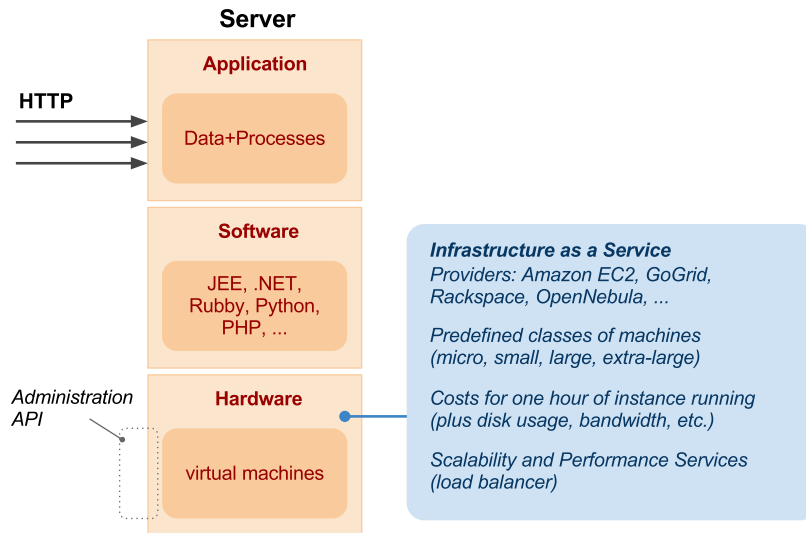 Server
Application
HTTP
Data+Processes
Software
JEE, .NET,
Rubby, Python,
PHP, ...
Administration
API
Hardware
virtual machines
Infrastructure as a Service
Providers: Amazon EC2, GoGrid,
Rackspace, OpenNebula, ...
Predefined classes of machines
(micro, small, large, extra-large)
Costs for one hour of instance running
(plus disk usage, bandwidth, etc.)
Scalability and Performance Services
(load balancer)